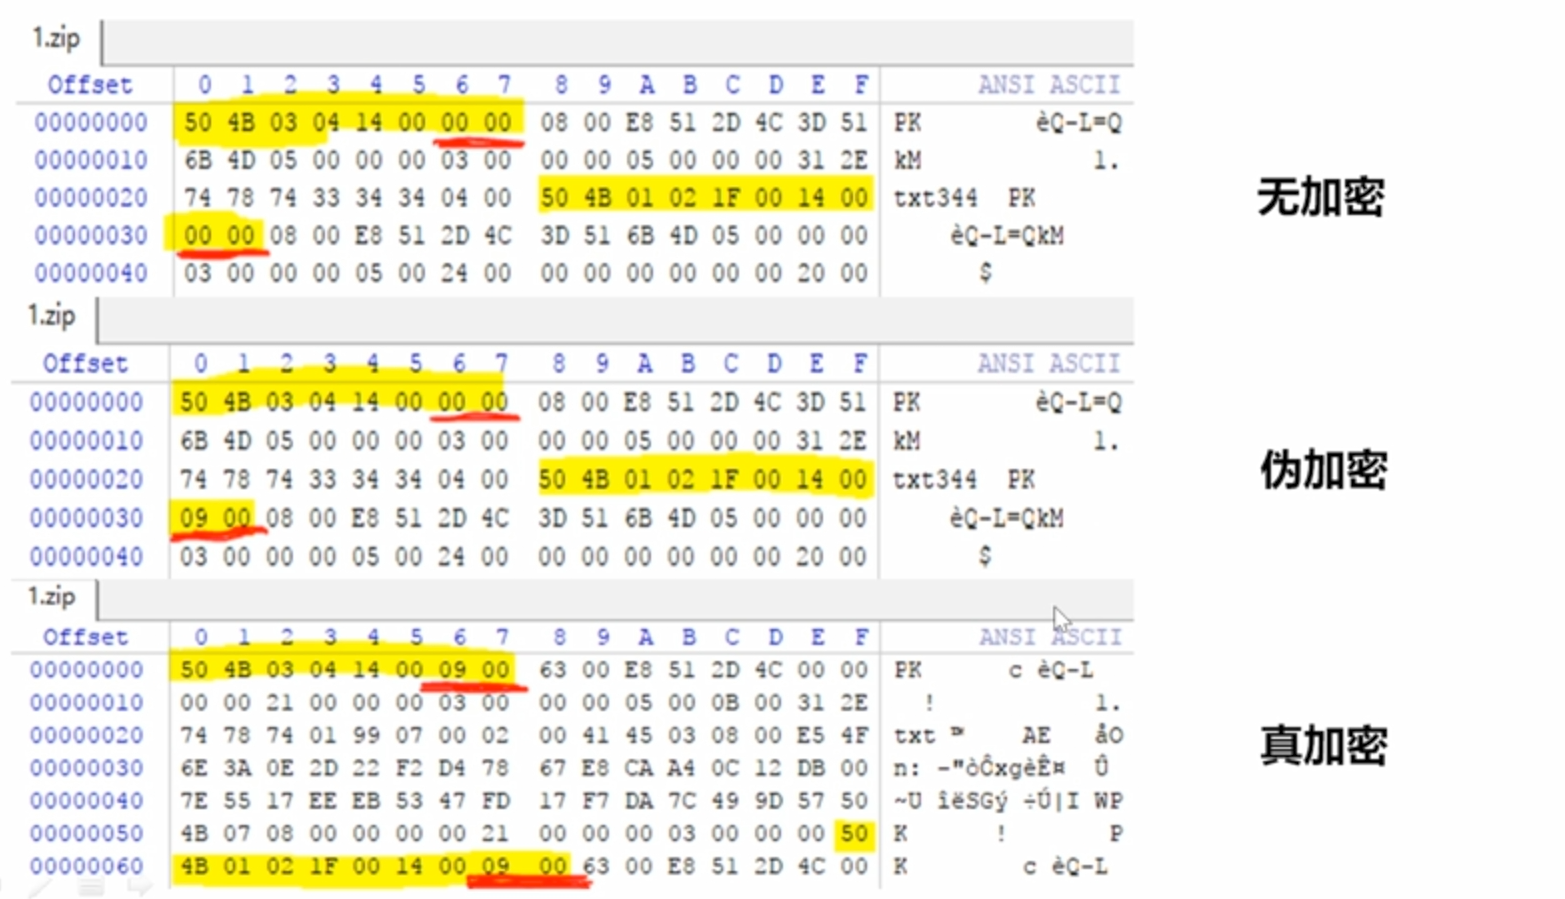 1.zip
Offset 0 1 2 3 4 5 6 7 8 9 A B C D E F ANSI ASCII
00000000 50 4B 03 04 14 00 00 00 08 00 E8 51 2D 4C 3D 51 PK èQ-L=Q
00000010 6B 4D 05 00 00 00 03 00 00 00 05 00 00 00 31 2E kM 1.
00000020 74 78 74 33 34 34 04 00 50 4B 01 02 1F 00 14 00 txt344 PK
00000030 00 00 08 00 E8 51 2D 4C 3D 51 6B 4D 05 00 00 00 èQ-L=QkM
00000040 03 00 00 00 05 00 24 00 00 00 00 00 00 00 20 00 $
无加密
1.zip
Offset 0 1 2 3 4 5 6 7 8 9 A B C D E F ANSI ASCII
00000000 50 4B 03 04 14 00 00 00 08 00 E8 51 2D 4C 3D 51 PK èQ-L=Q
00000010 6B 4D 05 00 00 00 03 00 00 00 05 00 00 00 31 2E kM 1.
00000020 74 78 74 33 34 34 04 00 50 4B 01 02 1F 00 14 00 txt344 PK
00000030 09 00 08 00 E8 51 2D 4C 3D 51 6B 4D 05 00 00 00 èQ-L=QkM
00000040 03 00 00 00 05 00 24 00 00 00 00 00 00 00 20 00 $
伪加密
1.zip
Offset 0 1 2 3 4 5 6 7 8 9 A B C D E F ANSI ASCII
00000000 50 4B 03 04 14 00 09 00 63 00 E8 51 2D 4C 00 00 PK c èQ-L
00000010 00 00 21 00 00 00 03 00 00 00 05 00 0B 00 31 2E ! 1.
00000020 74 78 74 01 99 07 00 02 00 41 45 03 08 00 E5 4F txt ™ AE åO
00000030 6E 3A 0E 2D 22 F2 D4 78 67 E8 CA A4 0C 12 DB 00 n: -"òÔxgèÊ¤ Û
00000040 7E 55 17 EE EB 53 47 FD 17 F7 DA 7C 49 9D 57 50 ~U îëSGý ÷Ú|I WP
00000050 4B 07 08 00 00 00 00 21 00 00 00 03 00 00 00 50 K ! P
00000060 4B 01 02 1F 00 14 00 09 00 63 00 E8 51 2D 4C 00 K c èQ-L
真加密